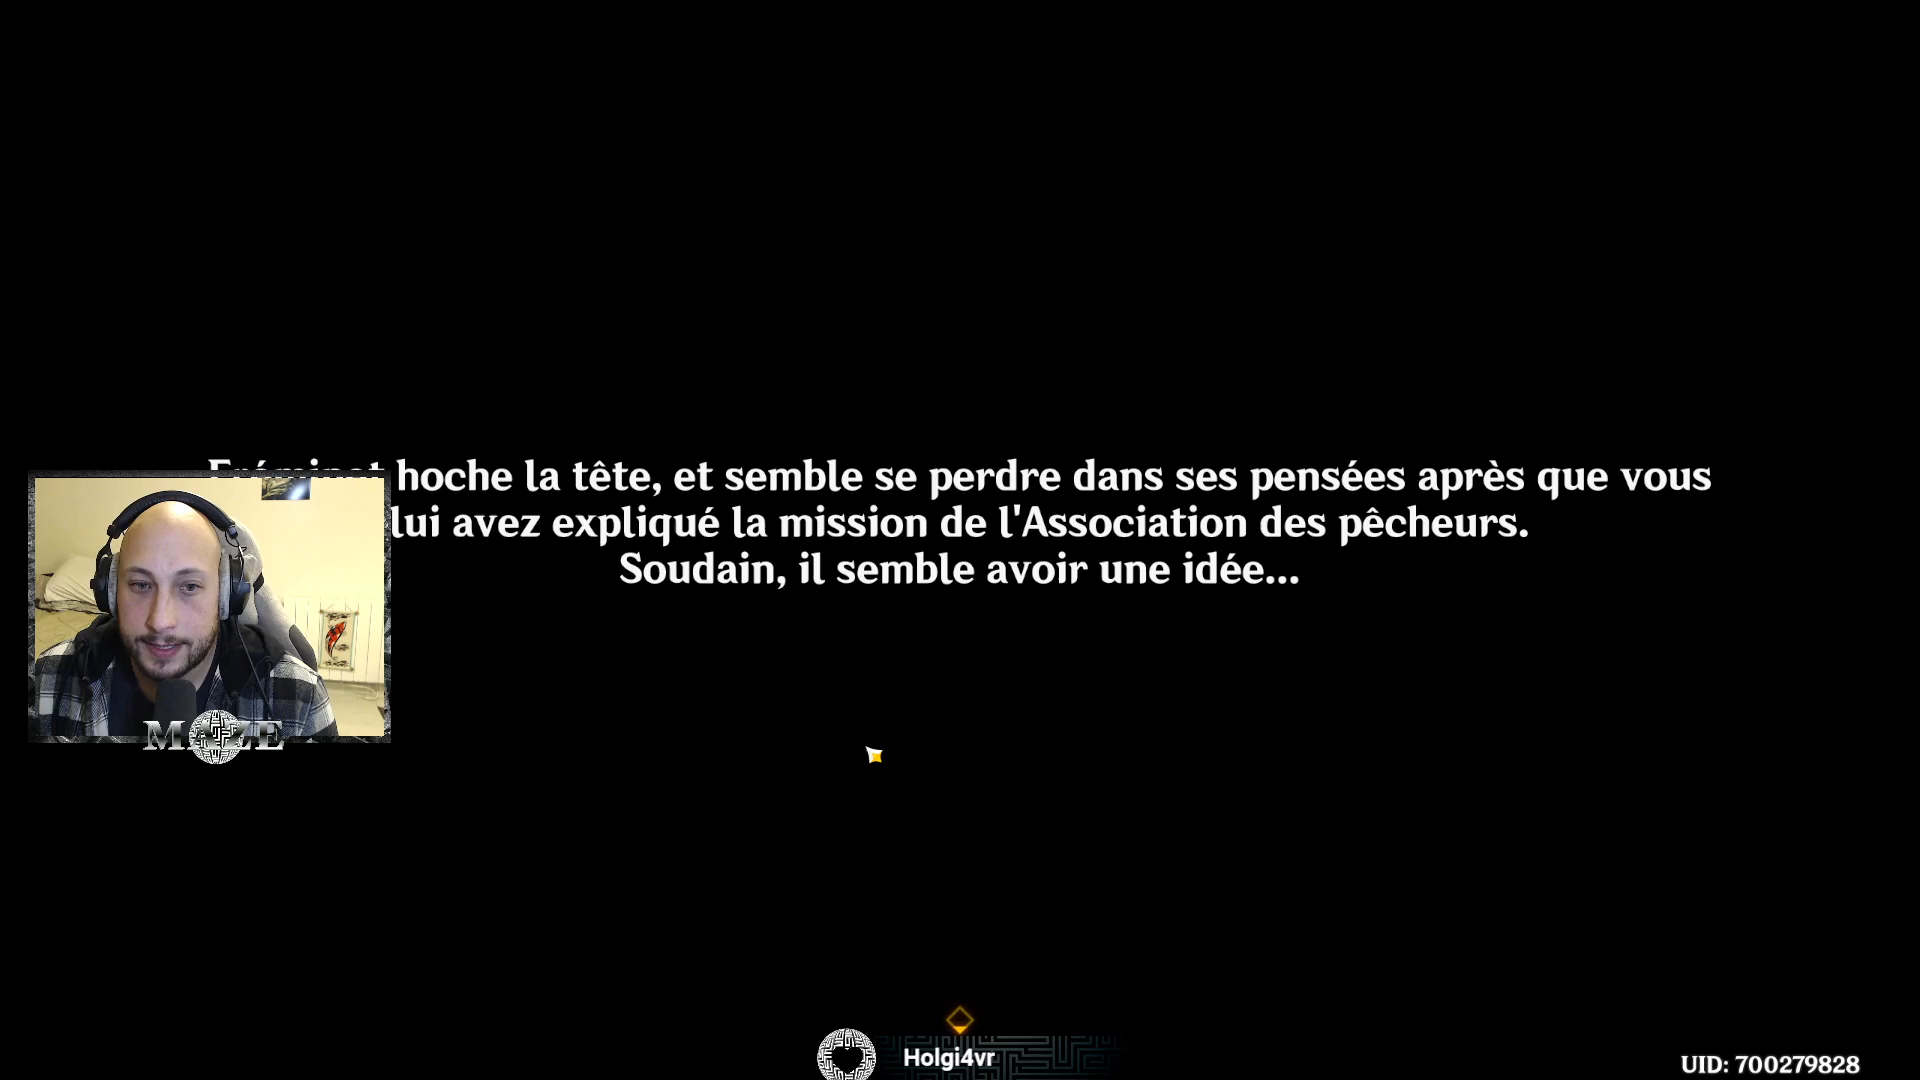 hoche la tête, et semble se perdre dans ses pensées après que vous
lui avez expliqué la mission de l'Association des pêcheurs.
Soudain, il semble avoir une idée...
MAZE
Holgi4vr
UID: 700279828